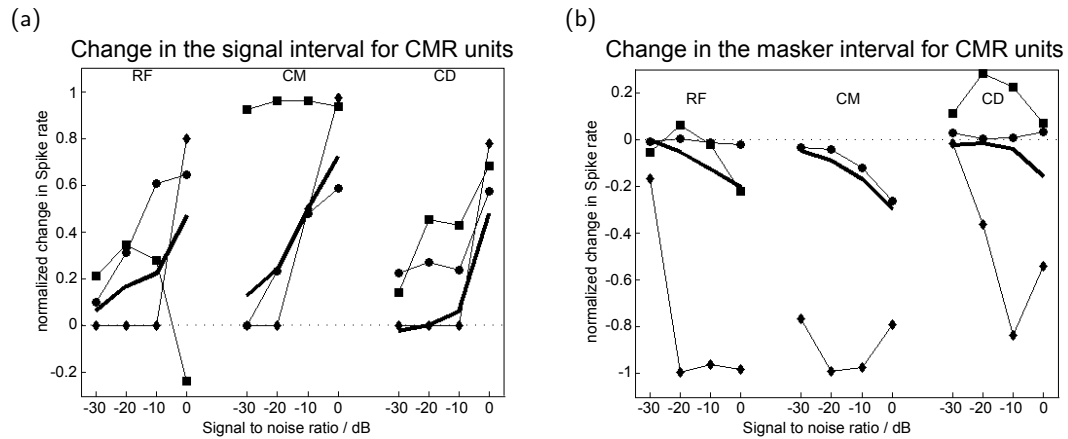 (a)
Change in the signal interval for CMR units
RF CM CD
normalized change in Spike rate
1
0.8
0.6
0.4
0.2
0
-0.2
-30 -20 -10 0 -30 -20 -10 0 -30 -20 -10 0
Signal to noise ratio / dB
(b)
Change in the masker interval for CMR units
RF CM CD
normalized change in Spike rate
0.2
0
-0.2
-0.4
-0.6
-0.8
-1
-30 -20 -10 0 -30 -20 -10 0 -30 -20 -10 0
Signal to noise ratio / dB